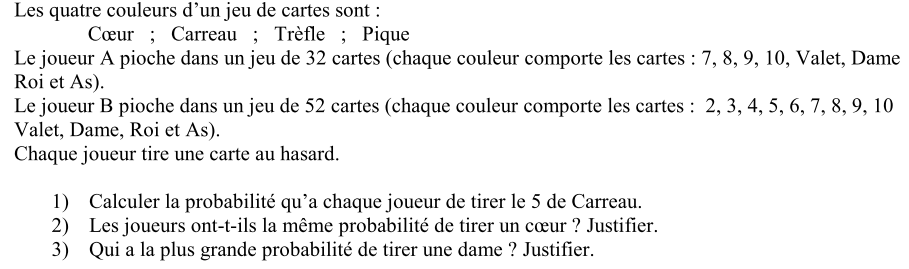 Les quatre couleurs d’un jeu de cartes sont :
Cœur ; Carreau ; Trèfle ; Pique
Le joueur A pioche dans un jeu de 32 cartes (chaque couleur comporte les cartes : 7, 8, 9, 10, Valet, Dame
Roi et As).
Le joueur B pioche dans un jeu de 52 cartes (chaque couleur comporte les cartes : 2, 3, 4, 5, 6, 7, 8, 9, 10
Valet, Dame, Roi et As).
Chaque joueur tire une carte au hasard.
1) Calculer la probabilité qu’a chaque joueur de tirer le 5 de Carreau.
2) Les joueurs ont-t-ils la même probabilité de tirer un cœur ? Justifier.
3) Qui a la plus grande probabilité de tirer une dame ? Justifier.